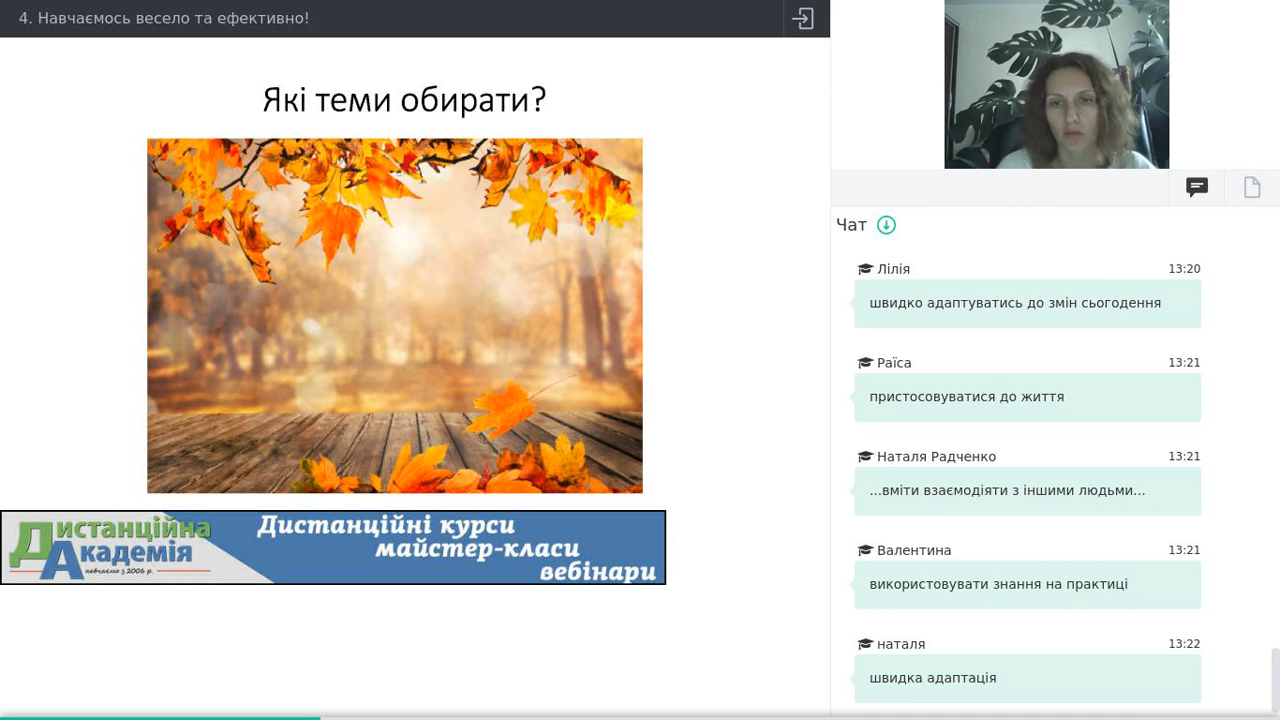 4. Навчаємось весело та ефективно!
Які теми обирати?
Дистанційна
Академія
навчаємо з 2006 р.
Дистанційні курси
майстер-класи
вебінари
Чат
Лілія 13:20
швидко адаптуватись до змін сьогодення
Раїса 13:21
пристосовуватися до життя
Наталя Радченко 13:21
...вміти взаємодіяти з іншими людьми...
Валентина 13:21
використовувати знання на практиці
наталя 13:22
швидка адаптація